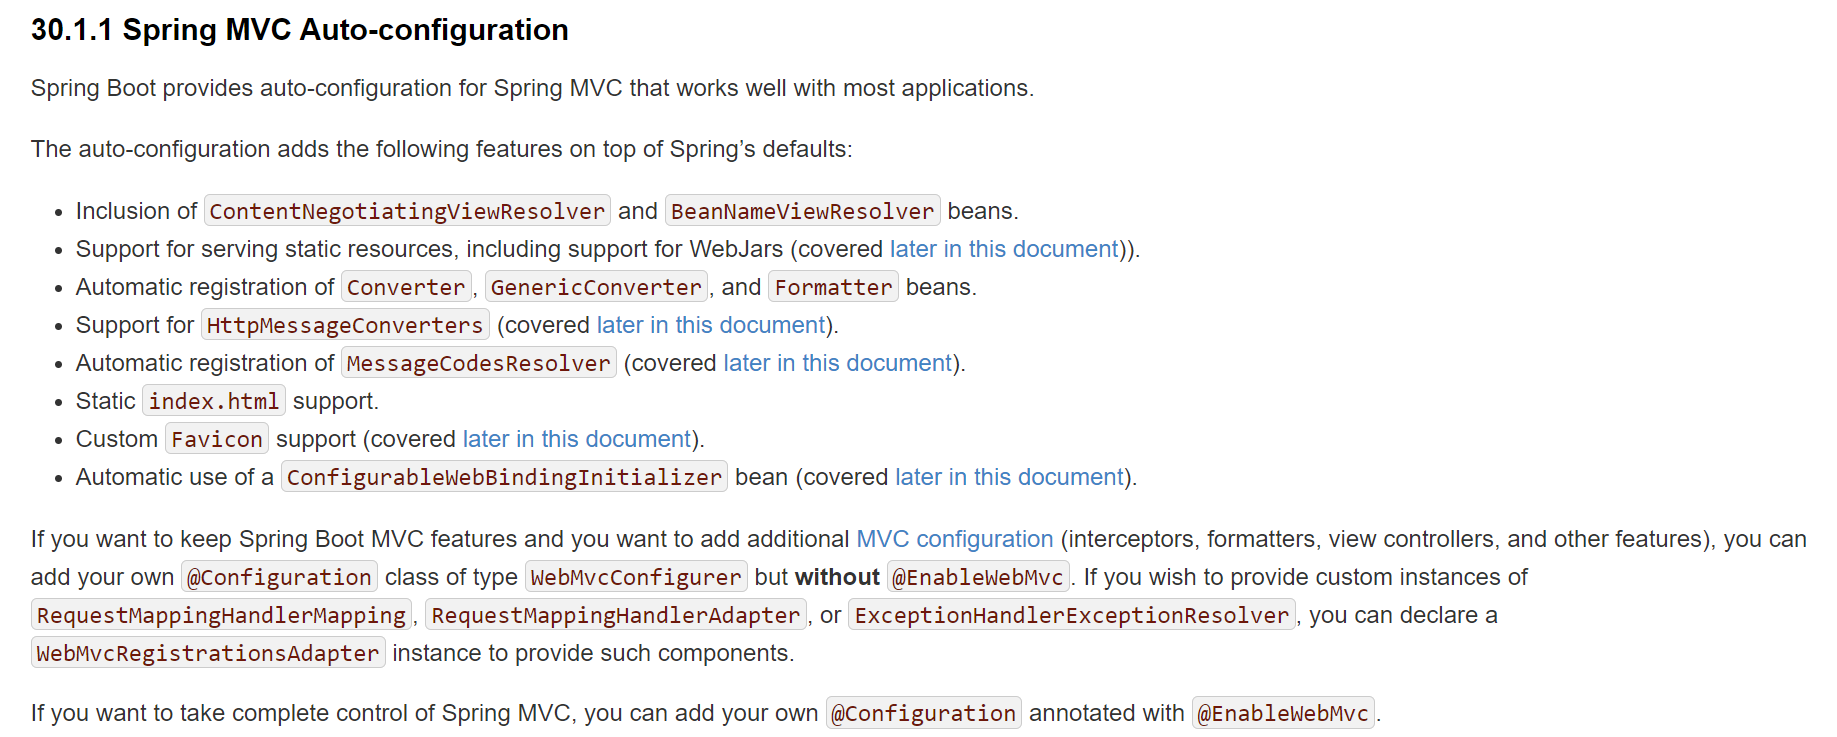 30.1.1 Spring MVC Auto-configuration
Spring Boot provides auto-configuration for Spring MVC that works well with most applications.
The auto-configuration adds the following features on top of Spring’s defaults:
• Inclusion of ContentNegotiatingViewResolver and BeanNameViewResolver beans.
• Support for serving static resources, including support for WebJars (covered later in this document)).
• Automatic registration of Converter, GenericConverter, and Formatter beans.
• Support for HttpMessageConverters (covered later in this document).
• Automatic registration of MessageCodesResolver (covered later in this document).
• Static index.html support.
• Custom Favicon support (covered later in this document).
• Automatic use of a ConfigurableWebBindingInitializer bean (covered later in this document).
If you want to keep Spring Boot MVC features and you want to add additional MVC configuration (interceptors, formatters, view controllers, and other features), you can
add your own @Configuration class of type WebMvcConfigurer but without @EnableWebMvc. If you wish to provide custom instances of
RequestMappingHandlerMapping, RequestMappingHandlerAdapter, or ExceptionHandlerExceptionResolver, you can declare a
WebMvcRegistrationsAdapter instance to provide such components.
If you want to take complete control of Spring MVC, you can add your own @Configuration annotated with @EnableWebMvc.